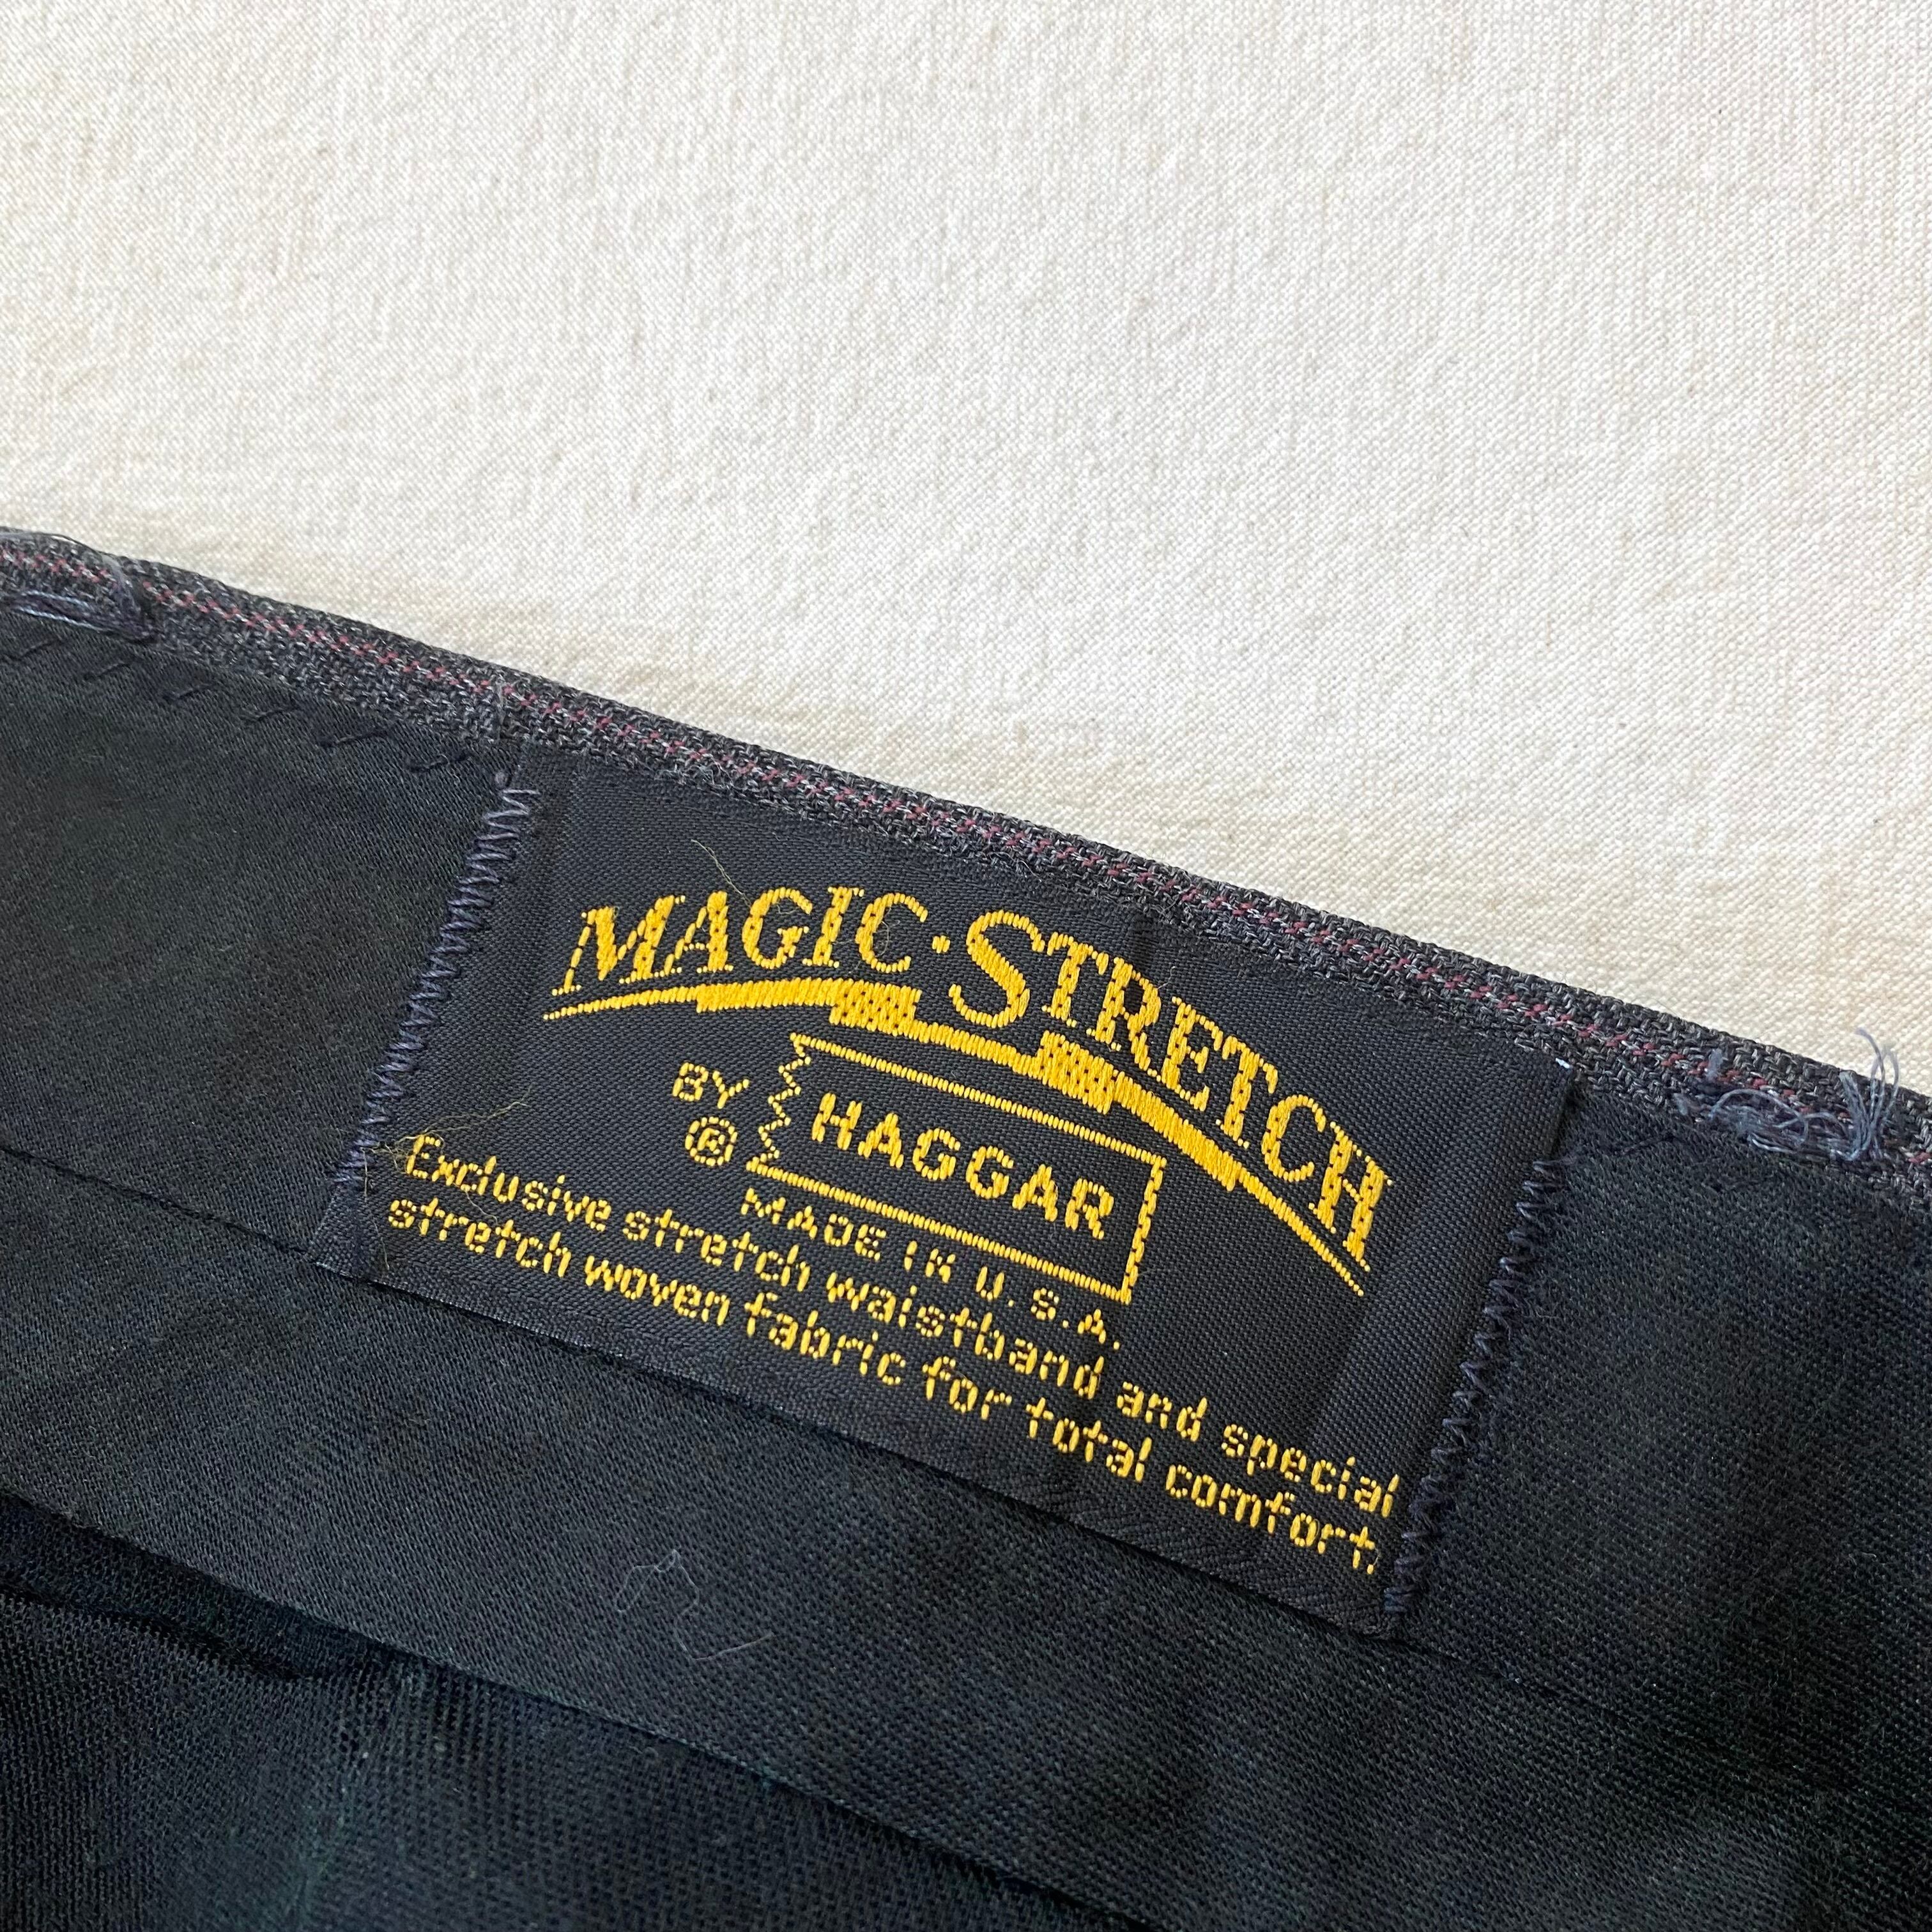 MAGIC·STRETCH
BY HAGGAR
®
MADE IN U.S.A.
Exclusive stretch waistband and special
stretch woven fabric for total comfort.